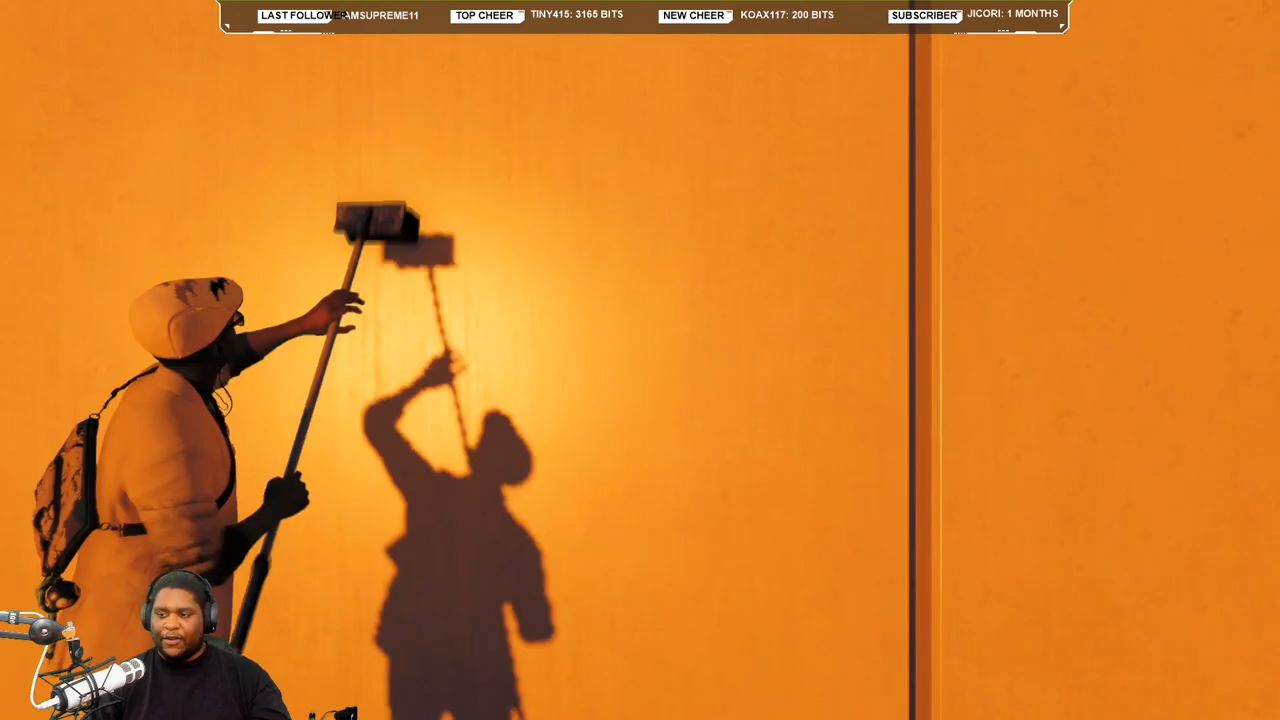 LAST FOLLOWER AMSUPREME11 TOP CHEER TINY415: 3165 BITS NEW CHEER KOAX117: 200 BITS SUBSCRIBER JICORI: 1 MONTHS